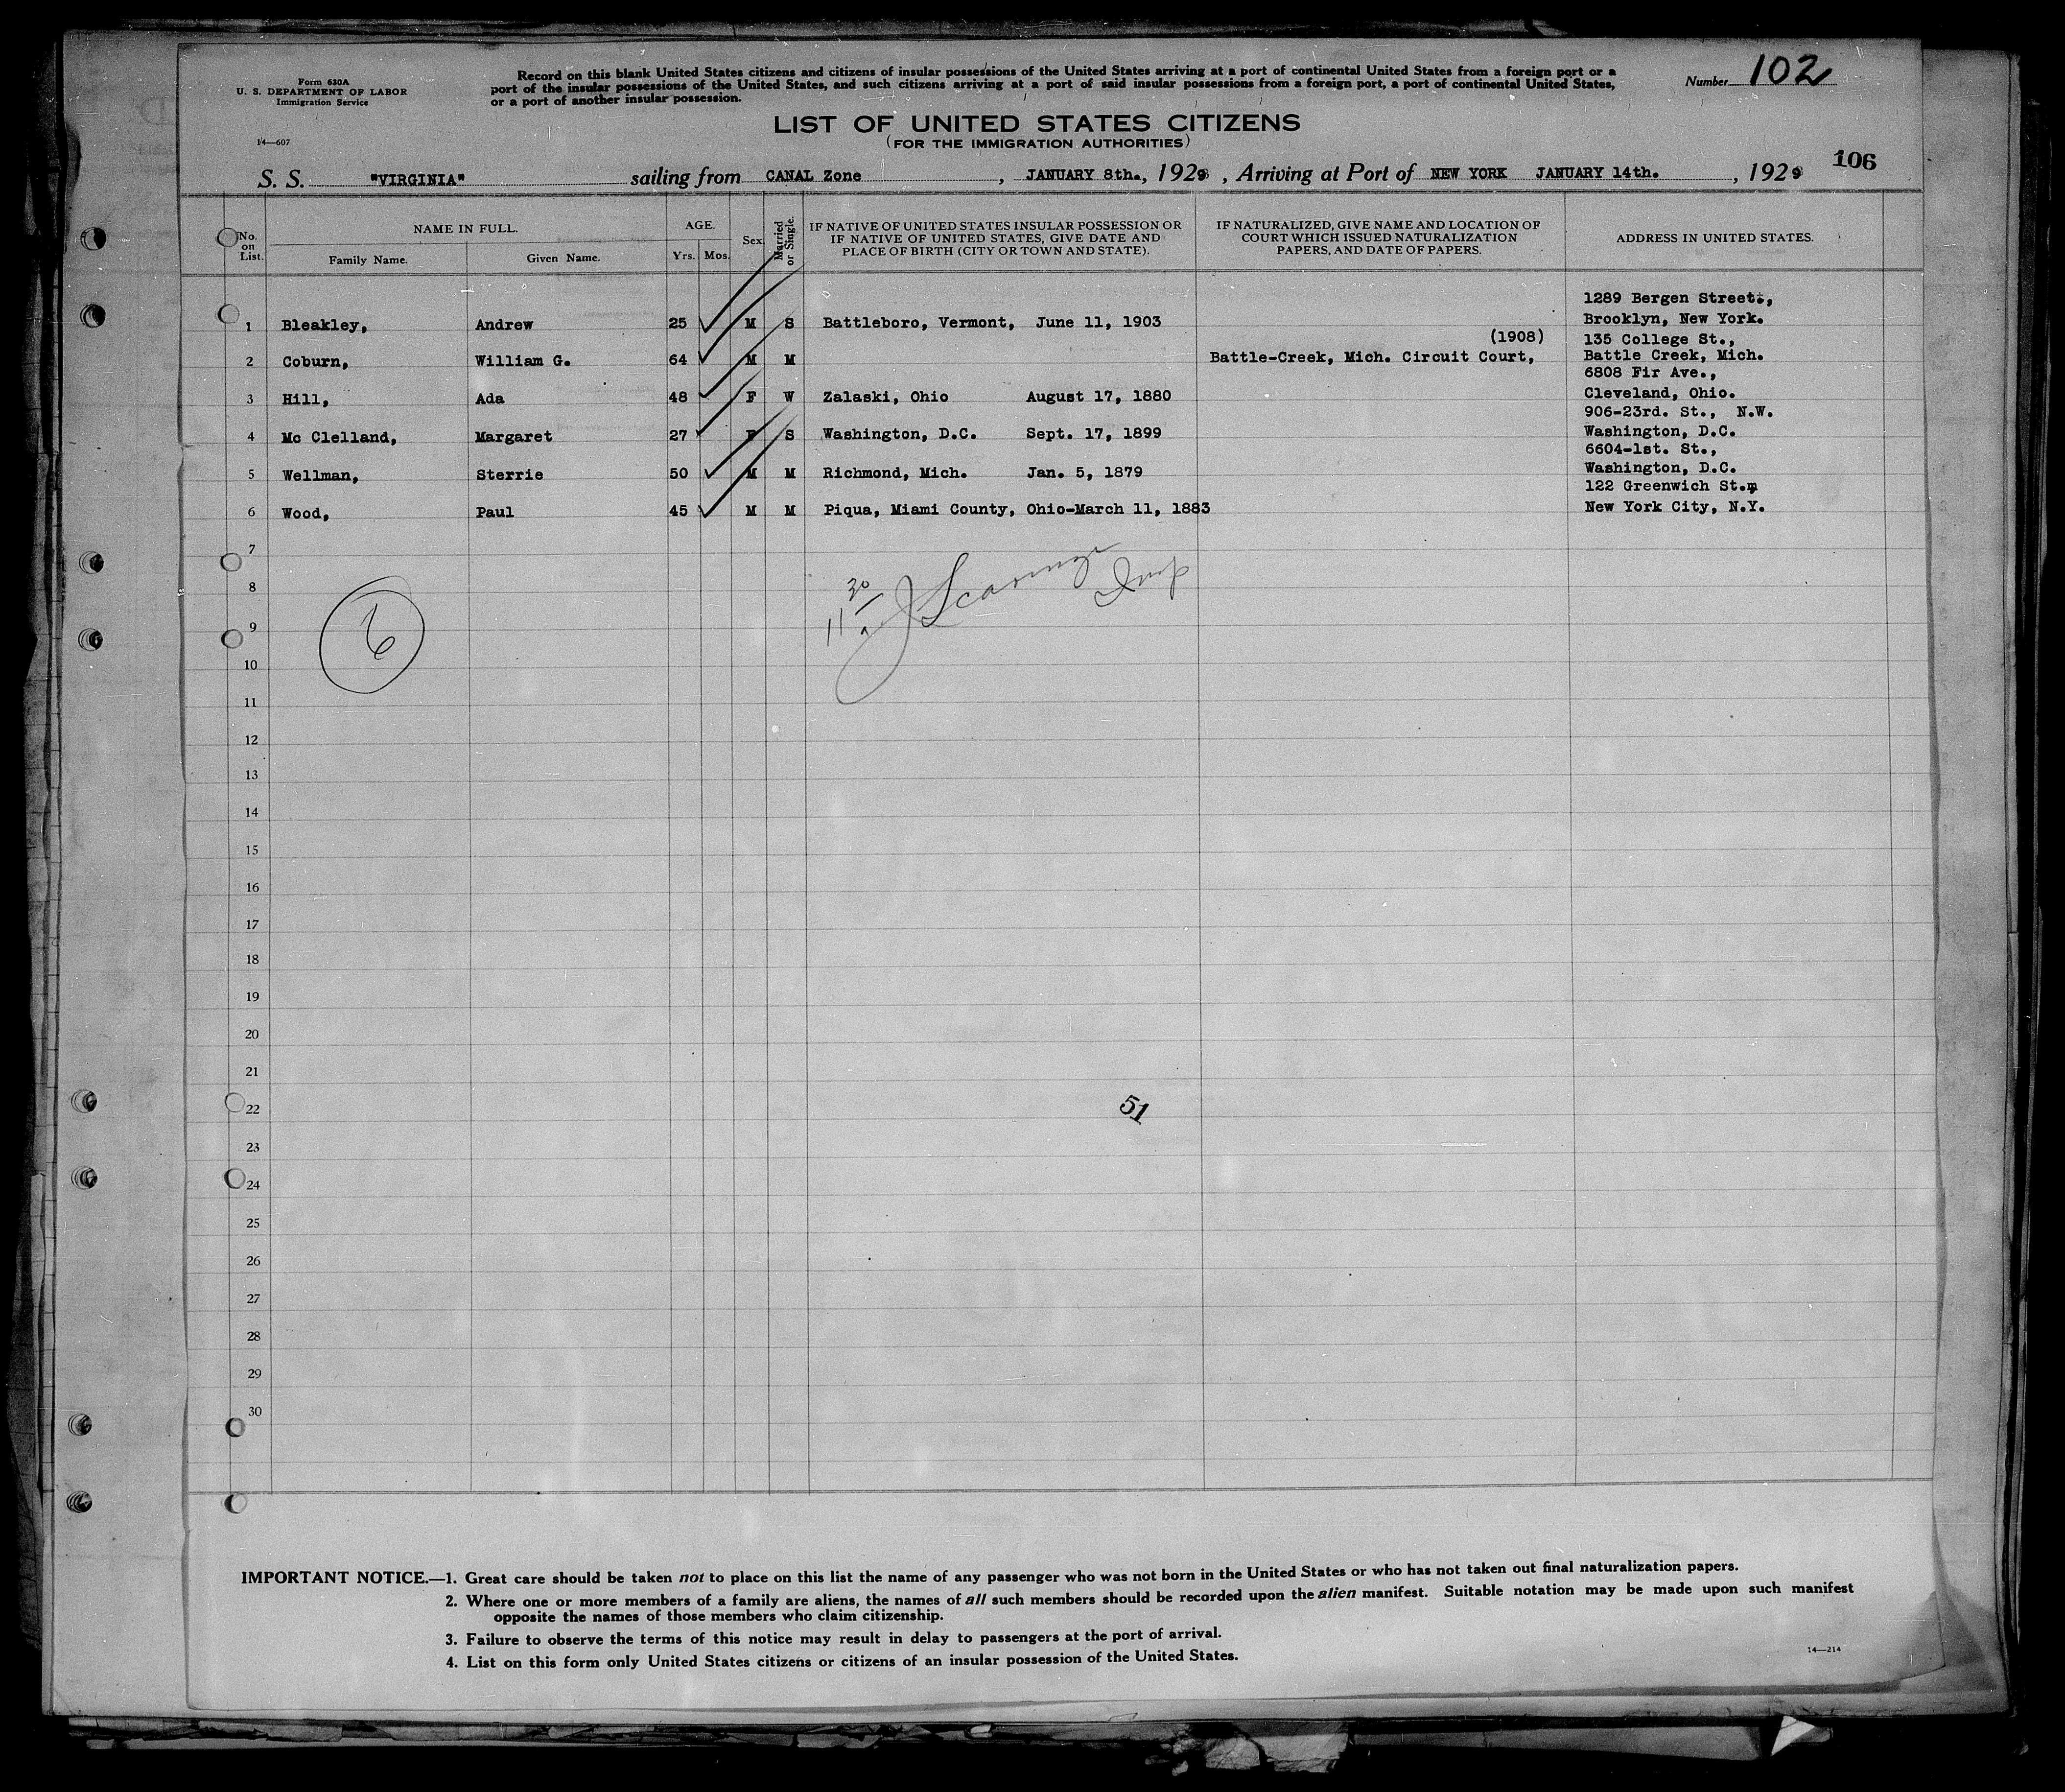 Form 630A
U. S. DEPARTMENT OF LABOR
Immigration Service
14—607
Record on this blank United States citizens and citizens of insular possessions of the United States arriving at a port of continental United States from a foreign port or a
port of the insular possessions of the United States, and such citizens arriving at a port of said insular possessions from a foreign port, a port of continental United States,
or a port of another insular possession.
Number 102
LIST OF UNITED STATES CITIZENS
(FOR THE IMMIGRATION AUTHORITIES)
106
S. S. "VIRGINIA" sailing from CANAL Zone, JANUARY 8th., 1929, Arriving at Port of NEW YORK JANUARY 14th., 1929
No. on List. NAME IN FULL. AGE. Sex. Married or Single. IF NATIVE OF UNITED STATES INSULAR POSSESSION OR IF NATIVE OF UNITED STATES, GIVE DATE AND PLACE OF BIRTH (CITY OR TOWN AND STATE). IF NATURALIZED, GIVE NAME AND LOCATION OF COURT WHICH ISSUED NATURALIZATION PAPERS, AND DATE OF PAPERS. ADDRESS IN UNITED STATES.
Family Name. Given Name. Yrs. Mos.
1289 Bergen Street.,
1 Bleakley, Andrew 25 M S Battleboro, Vermont, June 11, 1903 Brooklyn, New York.
(1908) 135 College St.,
2 Coburn, William G. 64 M M Battle-Creek, Mich. Circuit Court, Battle Creek, Mich.
6808 Fir Ave.,
3 Hill, Ada 48 F W Zalaski, Ohio August 17, 1880 Cleveland, Ohio.
906-23rd. St., N.W.
4 Mc Clelland, Margaret 27 F S Washington, D.C. Sept. 17, 1899 Washington, D.C.
6604-1st. St.,
5 Wellman, Sterrie 50 M M Richmond, Mich. Jan. 5, 1879 Washington, D.C.
122 Greenwich St.,
6 Wood, Paul 45 M M Piqua, Miami County, Ohio-March 11, 1883 New York City, N.Y.
7
8
9
10
11
12
13
14
15
16
17
18
19
20
21
22
23
24
25
26
27
28
29
30
6
11 30
Insp
51
IMPORTANT NOTICE.—1. Great care should be taken not to place on this list the name of any passenger who was not born in the United States or who has not taken out final naturalization papers.
2. Where one or more members of a family are aliens, the names of all such members should be recorded upon the alien manifest. Suitable notation may be made upon such manifest
opposite the names of those members who claim citizenship.
3. Failure to observe the terms of this notice may result in delay to passengers at the port of arrival.
4. List on this form only United States citizens or citizens of an insular possession of the United States.
14—214